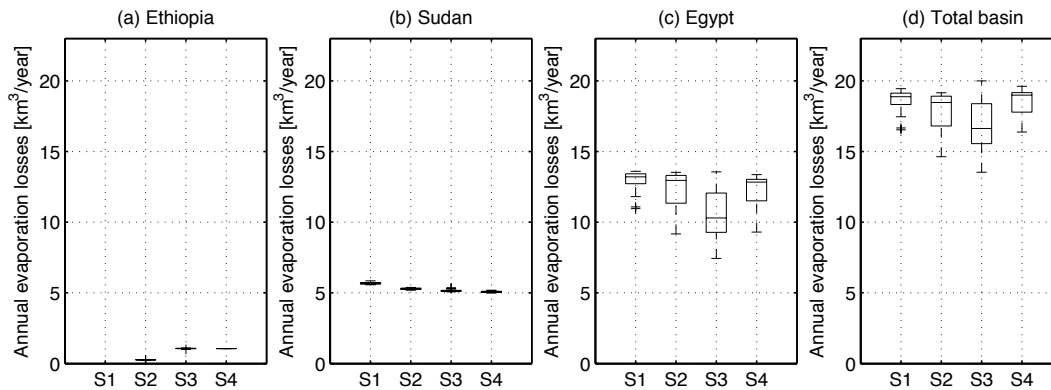 (a) Ethiopia
Annual evaporation losses [km³/year]
20
15
10
5
0
S1 S2 S3 S4
(b) Sudan
Annual evaporation losses [km³/year]
20
15
10
5
0
S1 S2 S3 S4
(c) Egypt
Annual evaporation losses [km³/year]
20
15
10
5
0
S1 S2 S3 S4
(d) Total basin
Annual evaporation losses [km³/year]
20
15
10
5
0
S1 S2 S3 S4